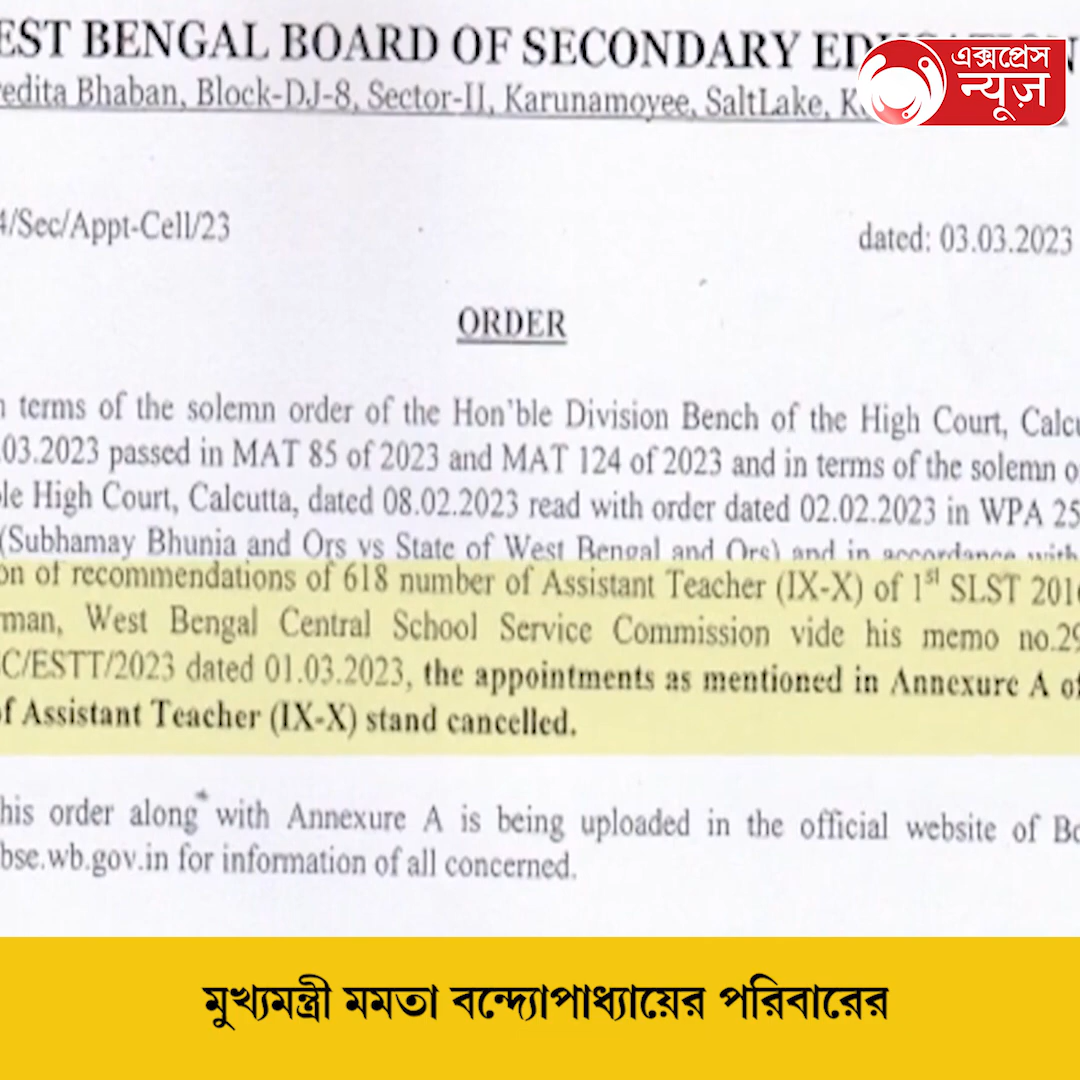 EST BENGAL BOARD OF SECONDARY
এক্সপ্রেস
ন্যূজ়
edita Bhaban, Block-DJ-8, Sector-II, Karunamoyee, SaltLake, K
4/Sec/Appt-Cell/23
dated: 03.03.2023
ORDER
n terms of the solemn order of the Hon'ble Division Bench of the High Court, Calcu
.03.2023 passed in MAT 85 of 2023 and MAT 124 of 2023 and in terms of the solemn o
le High Court, Calcutta, dated 08.02.2023 read with order dated 02.02.2023 in WPA 25
(Subhamay Bhunia and Ors vs State of West Bengal and Ors) and in accordance with
on of recommendations of 618 number of Assistant Teacher (IX-X) of 1st SLST 2016
rman, West Bengal Central School Service Commission vide his memo no.29
C/ESTT/2023 dated 01.03.2023, the appointments as mentioned in Annexure A of
f Assistant Teacher (IX-X) stand cancelled.
his order along with Annexure A is being uploaded in the official website of Bo
bse.wb.gov.in for information of all concerned.
মুখ্যমন্ত্রী মমতা বন্দ্যোপাধ্যায়ের পরিবারের